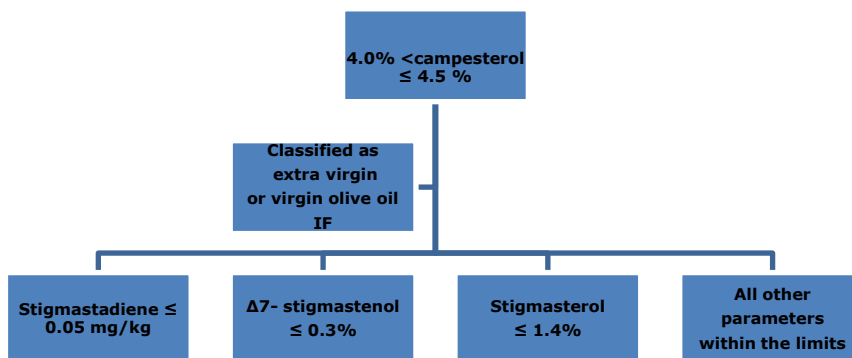 4.0% <campesterol
≤ 4.5 %
Classified as
extra virgin
or virgin olive oil
IF
Stigmastadiene ≤
0.05 mg/kg
Δ7- stigmastenol
≤ 0.3%
Stigmasterol
≤ 1.4%
All other
parameters
within the limits